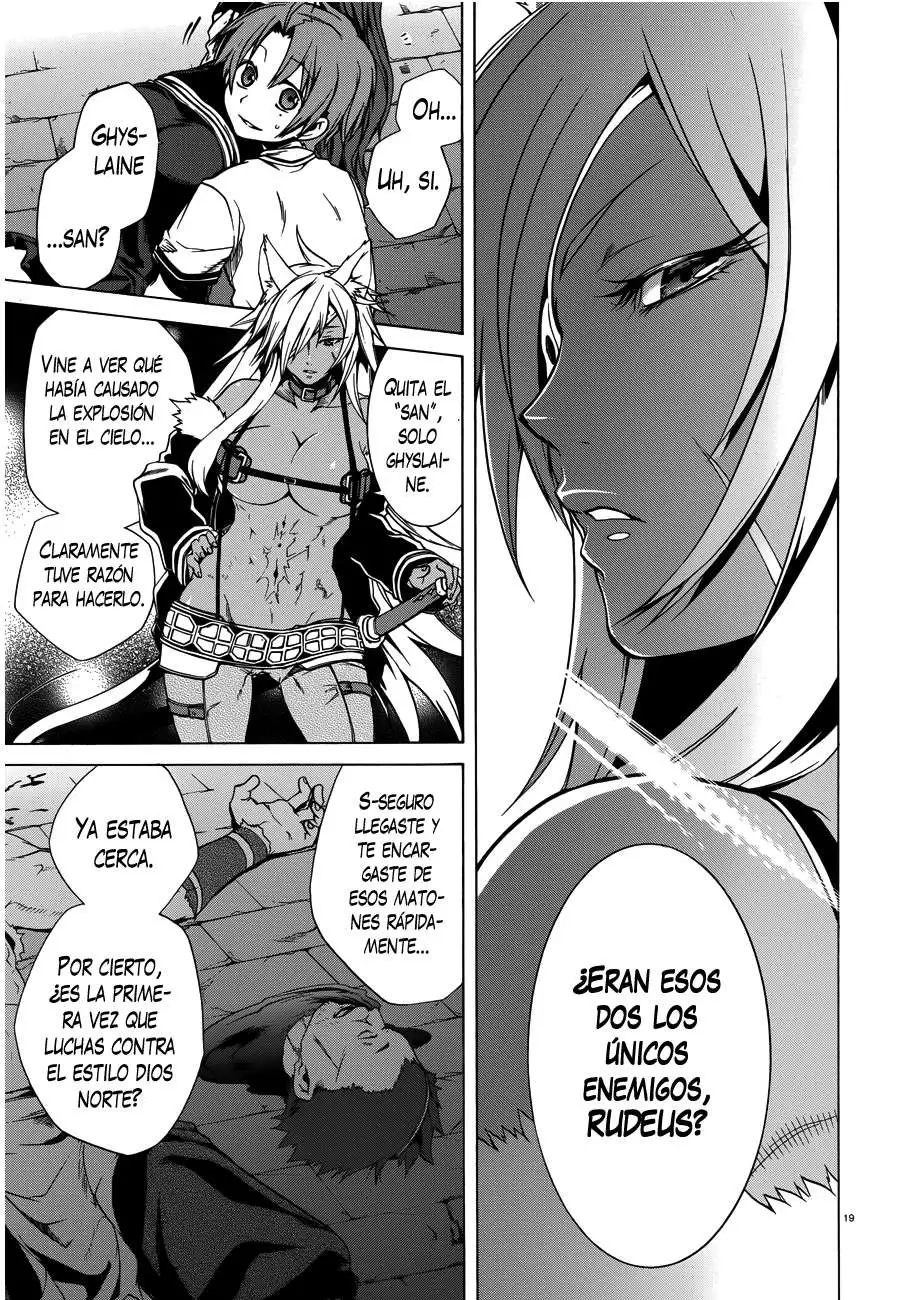 ¿ERAN ESOS
DOS LOS
ÚNICOS
ENEMIGOS,
RUDEUS?
OH...
UH, SI.
GHYS-
LAINE
...SAN?
QUITA EL
"SAN",
SOLO
GHYSLAI-
NE.
VINE A VER QUÉ
HABÍA CAUSADO
LA EXPLOSIÓN
EN EL CIELO...
CLARAMENTE
TUVE RAZÓN
PARA HACERLO.
S-SEGURO
LLEGASTE Y
TE ENCAR-
GASTE DE
ESOS MATO-
NES RÁPIDA-
MENTE...
YA ESTABA
CERCA.
POR CIERTO,
¿ES LA PRIME-
RA VEZ QUE
LUCHAS CONTRA
EL ESTILO DIOS
NORTE?
19